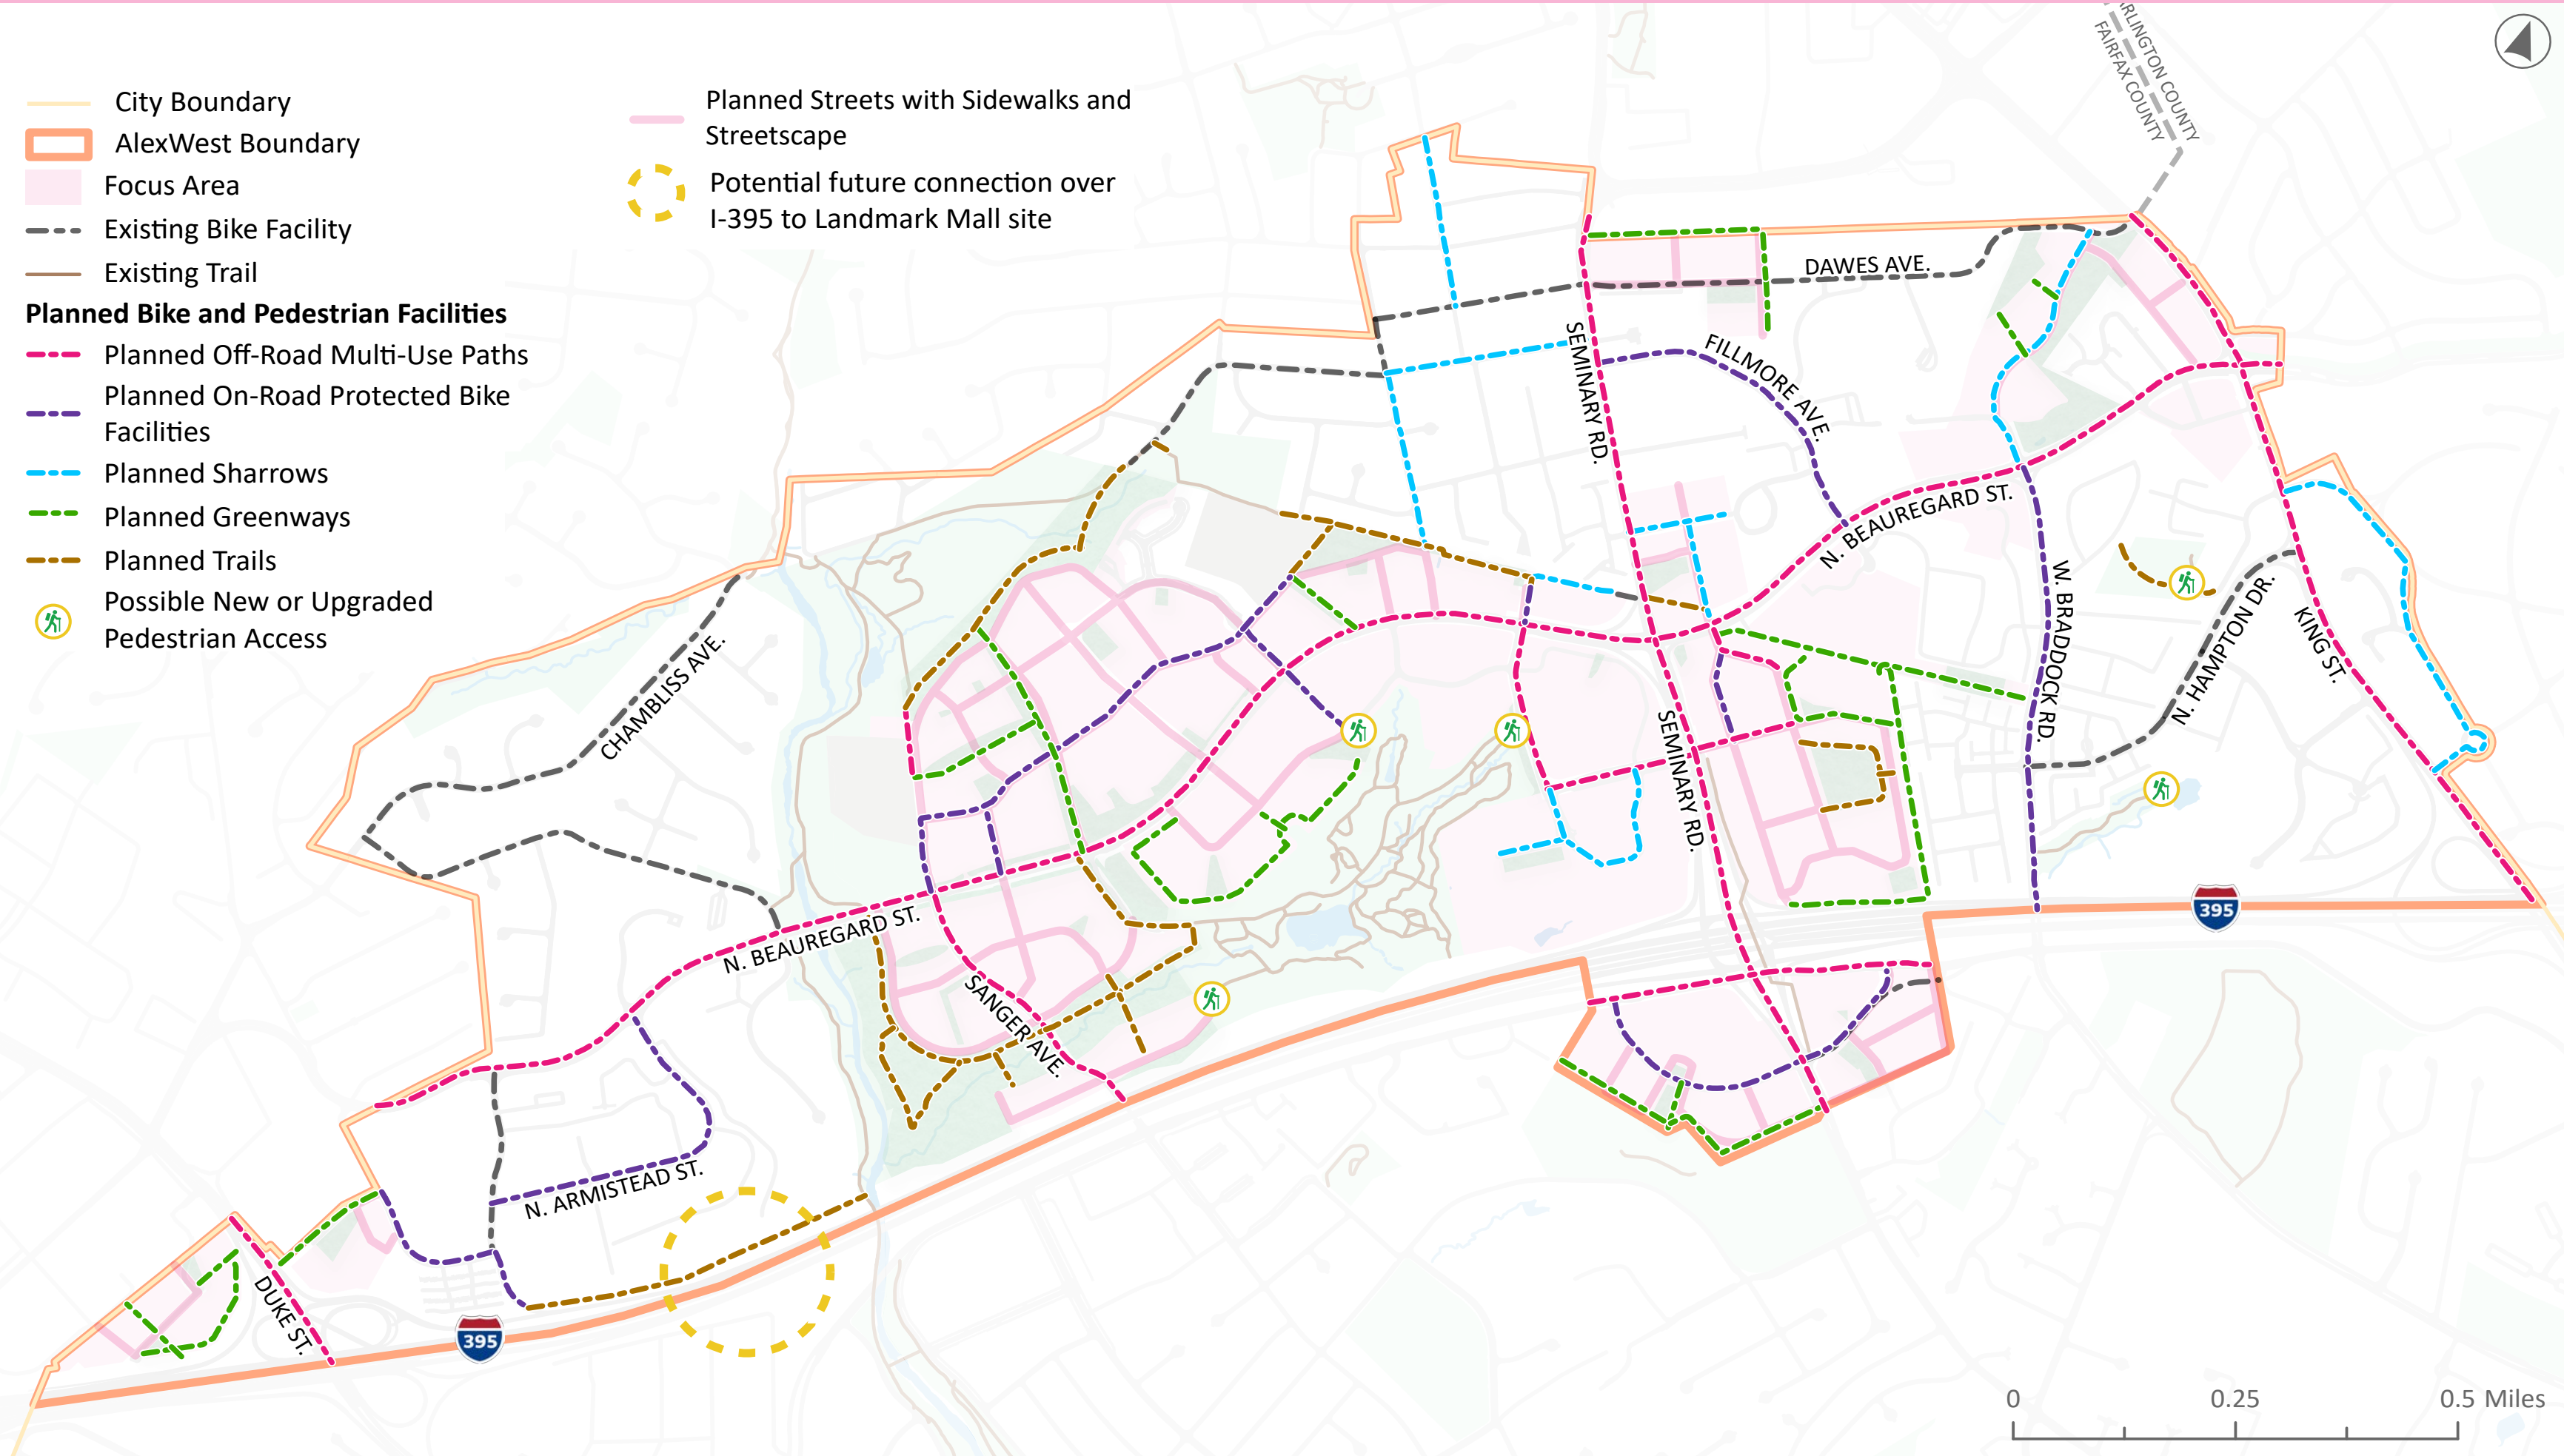 City Boundary
AlexWest Boundary
Focus Area
Existing Bike Facility
Existing Trail
Planned Bike and Pedestrian Facilities
Planned Off-Road Multi-Use Paths
Planned On-Road Protected Bike
Facilities
Planned Sharrows
Planned Greenways
Planned Trails
Possible New or Upgraded
Pedestrian Access
Planned Streets with Sidewalks and
Streetscape
Potential future connection over
I-395 to Landmark Mall site
ARLINGTON COUNTY
FAIRFAX COUNTY
DAWES AVE.
SEMINARY RD.
FILLMORE AVE.
N. BEAUREGARD ST.
W. BRADDOCK RD.
N. HAMPTON DR.
KING ST.
CHAMBLISS AVE.
SEMINARY RD.
395
N. BEAUREGARD ST.
SANGER AVE.
N. ARMISTEAD ST.
DUKE ST.
395
0 0.25 0.5 Miles